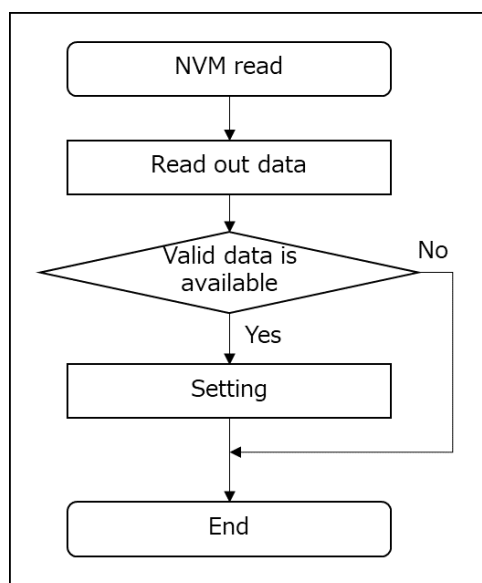 NVM read
Read out data
Valid data is
available
No
Yes
Setting
End